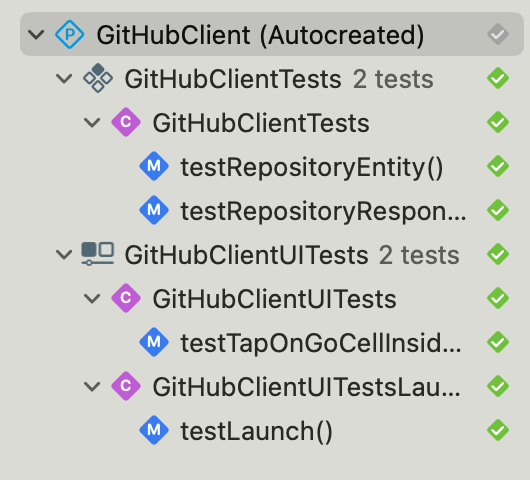 P GitHubClient (Autocreated)
GitHubClientTests 2 tests
C GitHubClientTests
M testRepositoryEntity()
M testRepositoryRespon...
GitHubClientUITests 2 tests
C GitHubClientUITests
M testTapOnGoCellInsid...
C GitHubClientUITestsLau...
M testLaunch()